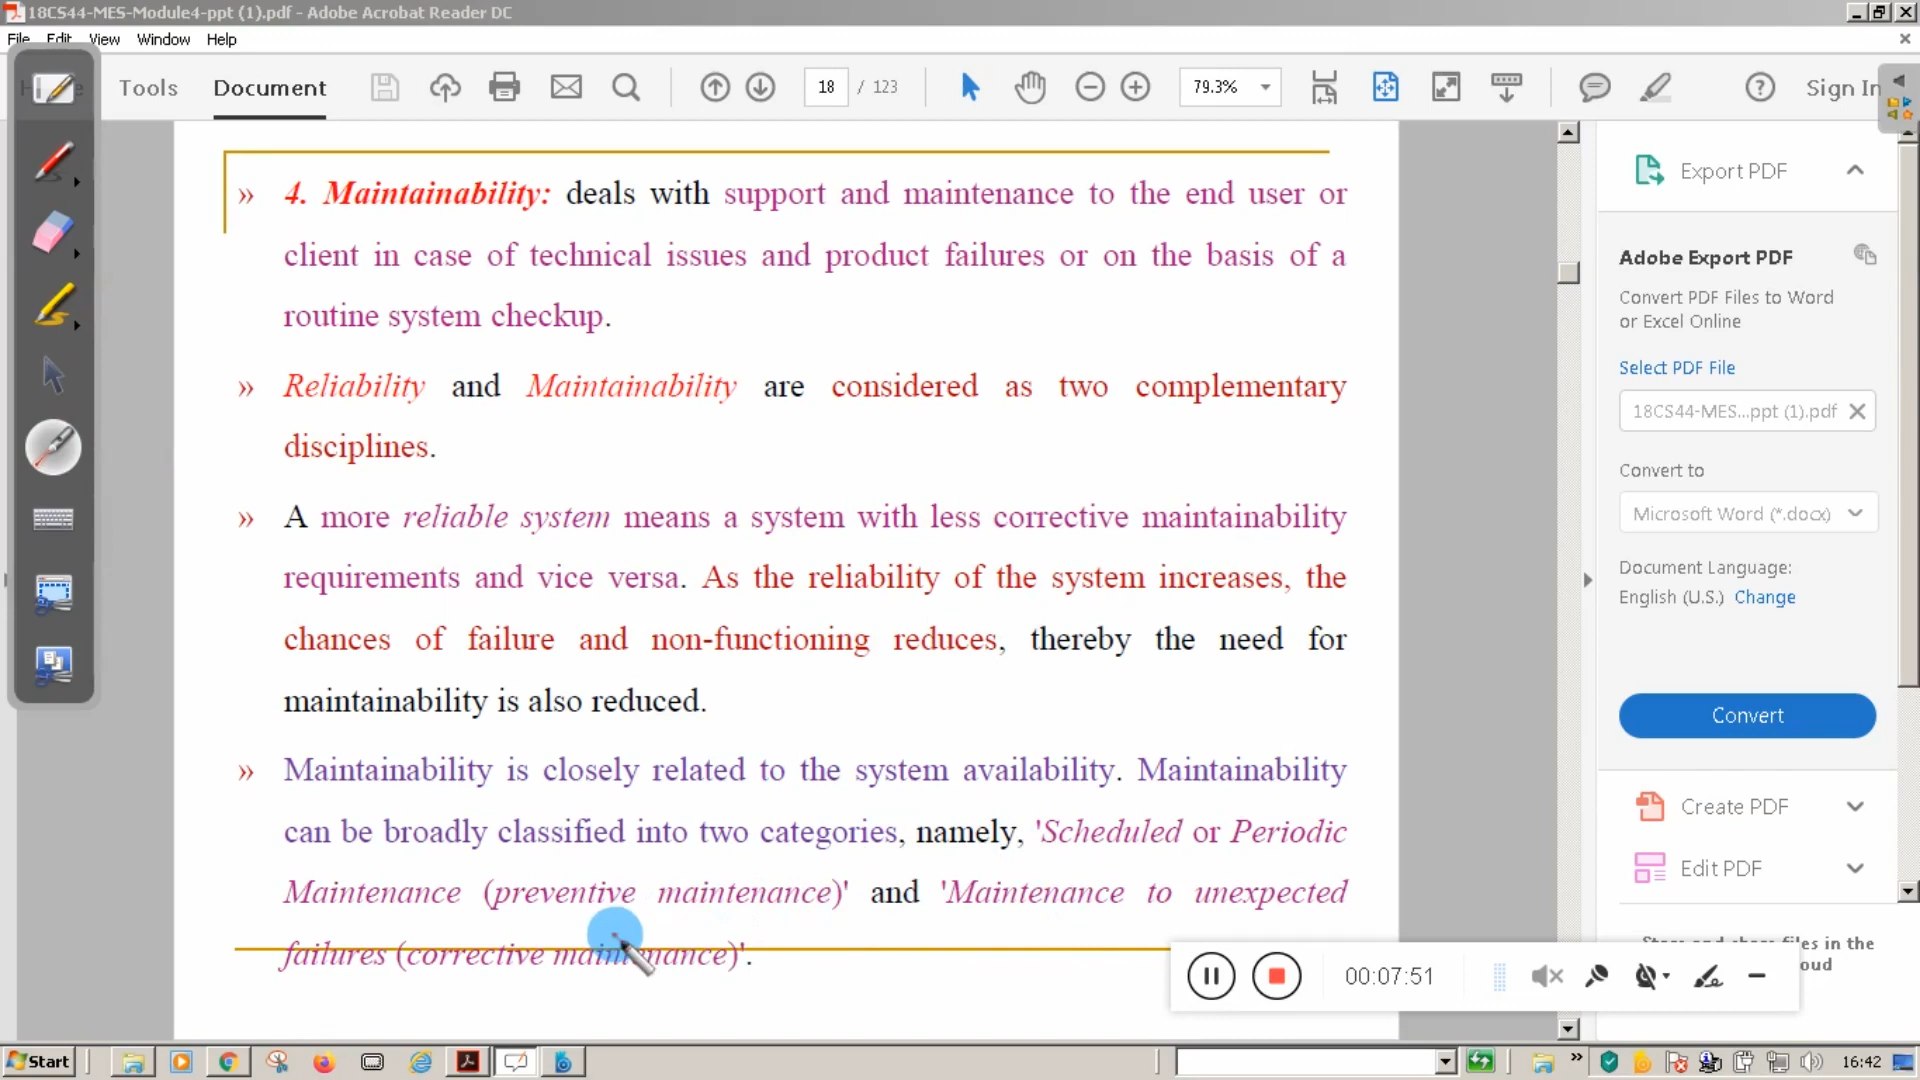 18CS44-MES-Module4-ppt (1).pdf - Adobe Acrobat Reader DC
File Edit View Window Help
Tools Document 18 / 123 79.3% Sign In
» 4. Maintainability: deals with support and maintenance to the end user or
client in case of technical issues and product failures or on the basis of a
routine system checkup.
» Reliability and Maintainability are considered as two complementary
disciplines.
» A more reliable system means a system with less corrective maintainability
requirements and vice versa. As the reliability of the system increases, the
chances of failure and non-functioning reduces, thereby the need for
maintainability is also reduced.
» Maintainability is closely related to the system availability. Maintainability
can be broadly classified into two categories, namely, 'Scheduled or Periodic
Maintenance (preventive maintenance)' and 'Maintenance to unexpected
failures (corrective maintenance)'.
Export PDF
Adobe Export PDF
Convert PDF Files to Word
or Excel Online
Select PDF File
18CS44-MES...ppt (1).pdf
Convert to
Microsoft Word (*.docx)
Document Language:
English (U.S.) Change
Convert
Create PDF
Edit PDF
files in the
00:07:51
Start
16:42